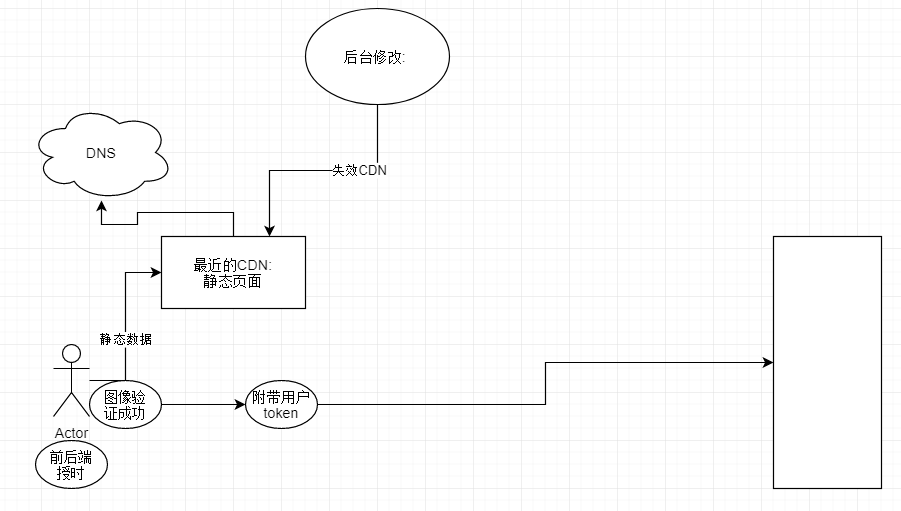 后台修改:
DNS
失效CDN
最近的CDN:
静态页面
静态数据
图像验
证成功
附带用户
token
Actor
前后端
授时